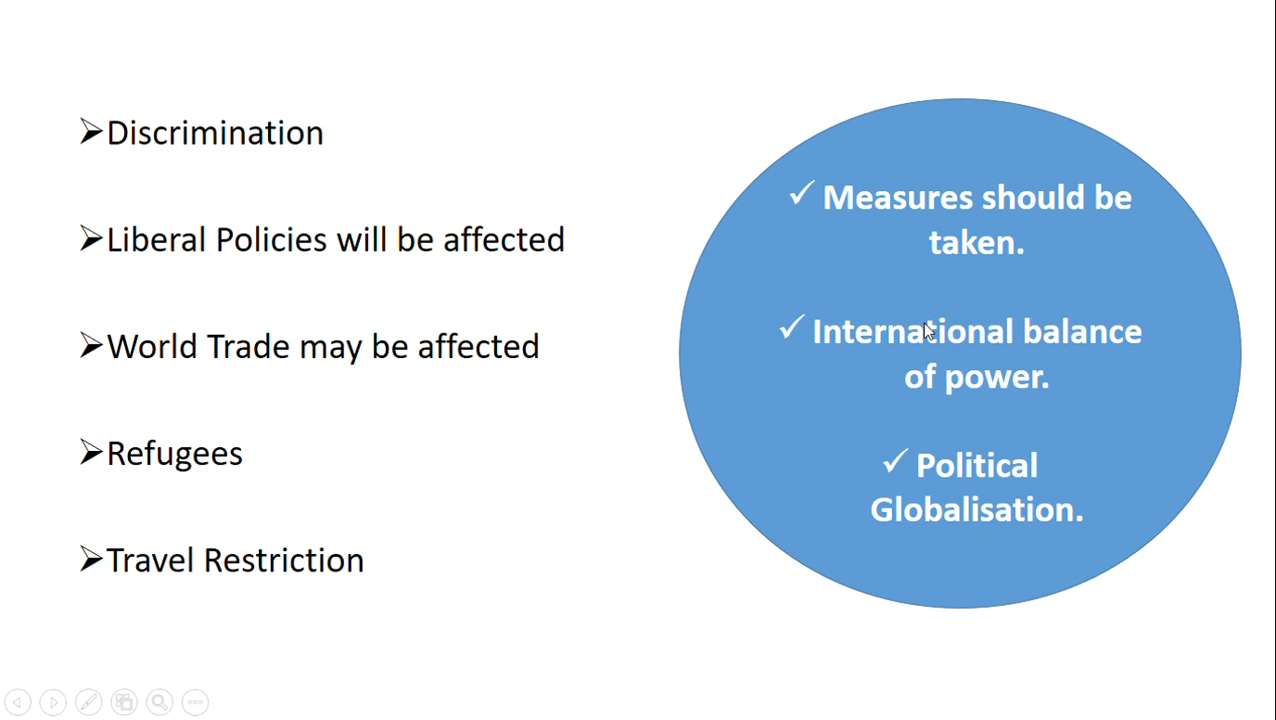 ➢Discrimination
➢Liberal Policies will be affected
➢World Trade may be affected
➢Refugees
➢Travel Restriction
✓ Measures should be
taken.
✓ International balance
of power.
✓ Political
Globalisation.